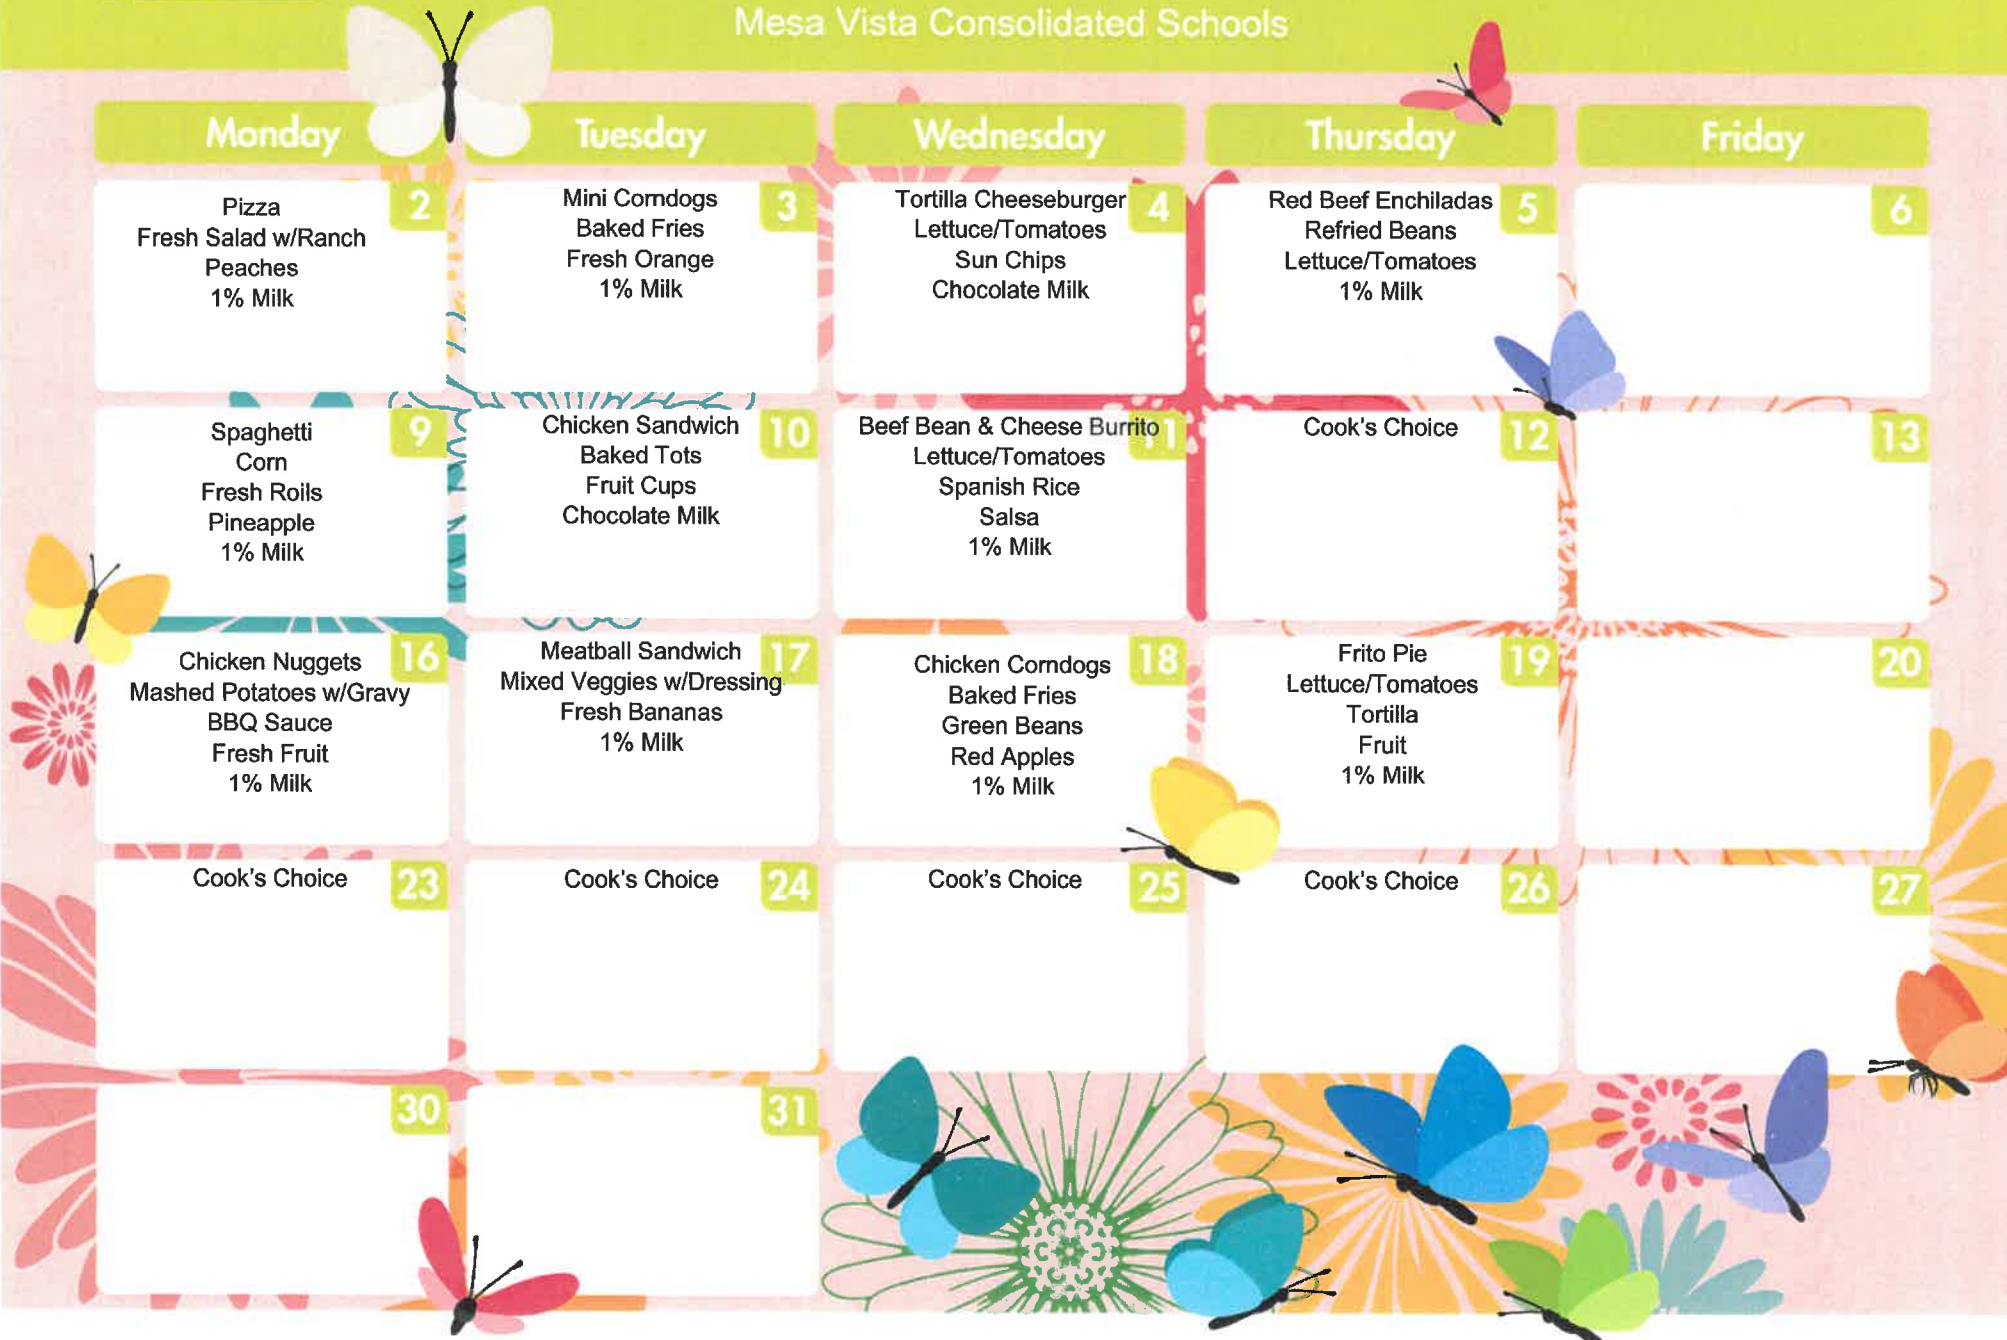 Mesa Vista Consolidated Schools
Monday
Tuesday
Wednesday
Thursday
Friday
2
Pizza
Fresh Salad w/Ranch
Peaches
1% Milk
3
Mini Corndogs
Baked Fries
Fresh Orange
1% Milk
4
Tortilla Cheeseburger
Lettuce/Tomatoes
Sun Chips
Chocolate Milk
5
Red Beef Enchiladas
Refried Beans
Lettuce/Tomatoes
1% Milk
6
9
Spaghetti
Corn
Fresh Rolls
Pineapple
1% Milk
10
Chicken Sandwich
Baked Tots
Fruit Cups
Chocolate Milk
11
Beef Bean & Cheese Burrito
Lettuce/Tomatoes
Spanish Rice
Salsa
1% Milk
12
Cook's Choice
13
16
Chicken Nuggets
Mashed Potatoes w/Gravy
BBQ Sauce
Fresh Fruit
1% Milk
17
Meatball Sandwich
Mixed Veggies w/Dressing
Fresh Bananas
1% Milk
18
Chicken Corndogs
Baked Fries
Green Beans
Red Apples
1% Milk
19
Frito Pie
Lettuce/Tomatoes
Tortilla
Fruit
1% Milk
20
23
Cook's Choice
24
Cook's Choice
25
Cook's Choice
26
Cook's Choice
27
30
31